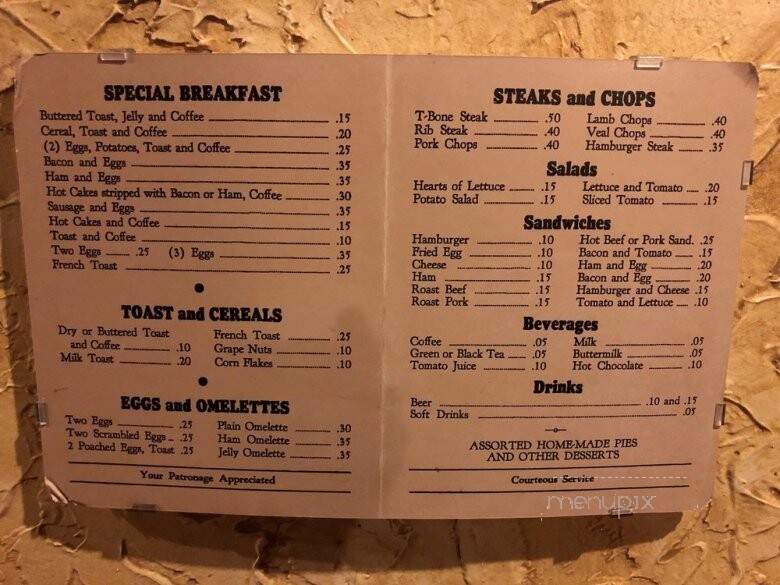 SPECIAL BREAKFAST
Buttered Toast, Jelly and Coffee .15
Cereal, Toast and Coffee .20
(2) Eggs, Potatoes, Toast and Coffee .25
Bacon and Eggs .35
Ham and Eggs .35
Hot Cakes stripped with Bacon or Ham, Coffee .30
Sausage and Eggs .35
Hot Cakes and Coffee .15
Toast and Coffee .10
Two Eggs .25 (3) Eggs .35
French Toast .25
TOAST and CEREALS
Dry or Buttered Toast
and Coffee .10
Milk Toast .20
French Toast .25
Grape Nuts .10
Corn Flakes .10
EGGS and OMELETTES
Two Eggs .25
Two Scrambled Eggs .25
2 Poached Eggs, Toast .25
Plain Omelette .30
Ham Omelette .35
Jelly Omelette .35
Your Patronage Appreciated
STEAKS and CHOPS
T-Bone Steak .50
Rib Steak .40
Pork Chops .40
Lamb Chops .40
Veal Chops .40
Hamburger Steak .35
Salads
Hearts of Lettuce .15
Potato Salad .15
Lettuce and Tomato .20
Sliced Tomato .15
Sandwiches
Hamburger .10
Fried Egg .10
Cheese .10
Ham .15
Roast Beef .15
Roast Pork .15
Hot Beef or Pork Sand. .25
Bacon and Tomato .15
Ham and Egg .20
Bacon and Egg .20
Hamburger and Cheese .15
Tomato and Lettuce .10
Beverages
Coffee .05
Green or Black Tea .05
Tomato Juice .10
Milk .05
Buttermilk .05
Hot Chocolate .10
Drinks
Beer .10 and .15
Soft Drinks .05
ASSORTED HOME-MADE PIES
AND OTHER DESSERTS
Courteous Service
menupix